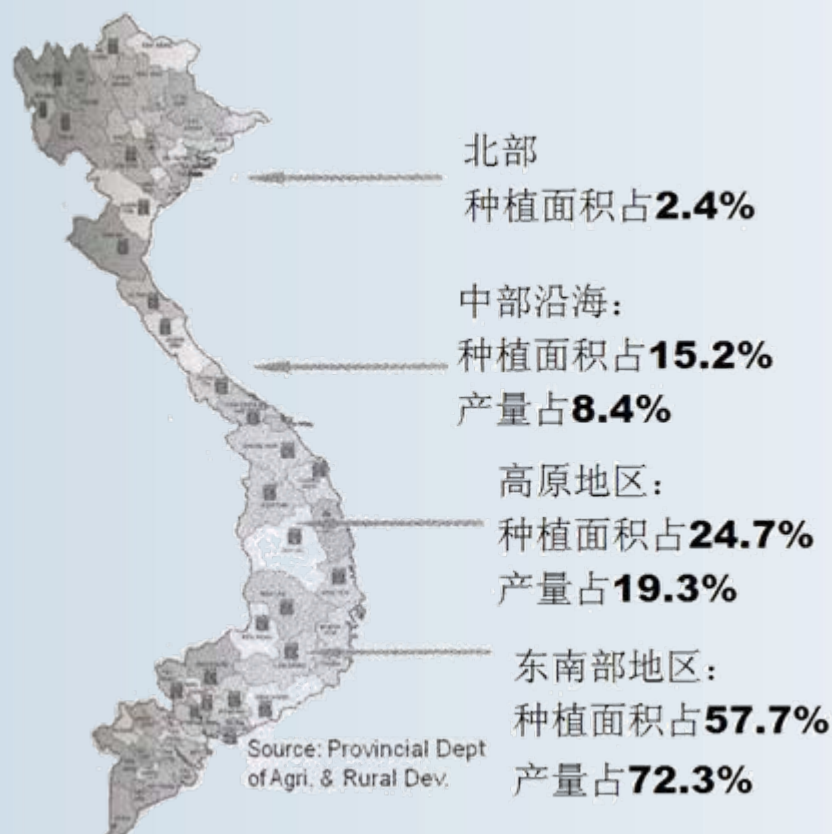 北部
种植面积占2.4%
中部沿海：
种植面积占15.2%
产量占8.4%
高原地区：
种植面积占24.7%
产量占19.3%
东南部地区：
种植面积占57.7%
产量占72.3%
Source: Provincial Dept
of Agri. & Rural Dev.